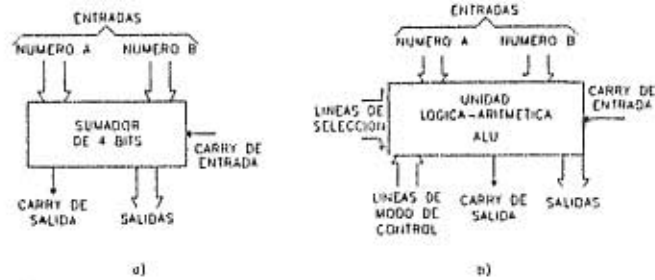 ENTRADAS
NUMERO A
NUMERO B
SUMADOR
DE 4 BITS
CARRY DE
ENTRADA
CARRY DE
SALIDA
SALIDAS
a)
ENTRADAS
NUMERO A
NUMERO B
LINEAS DE
SELECCION
UNIDAD
LOGICA-ARITMETICA
ALU
CARRY DE
ENTRADA
LINEAS DE
MODO DE
CONTROL
CARRY DE
SALIDA
SALIDAS
b)